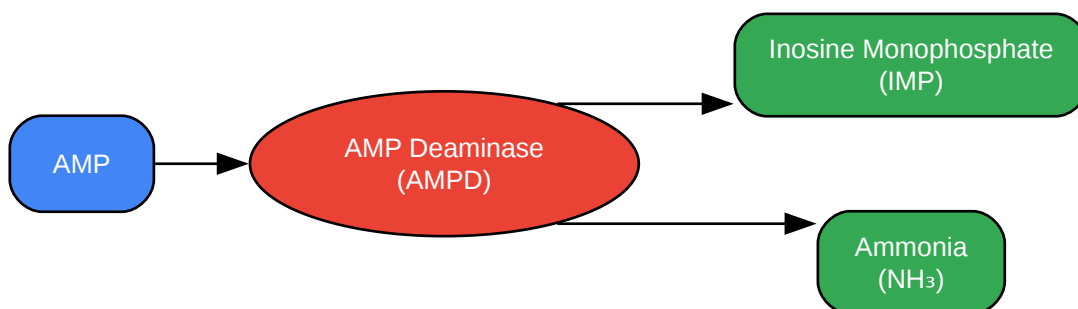 AMP
AMP Deaminase
(AMPD)
Inosine Monophosphate
(IMP)
Ammonia
(NH₃)